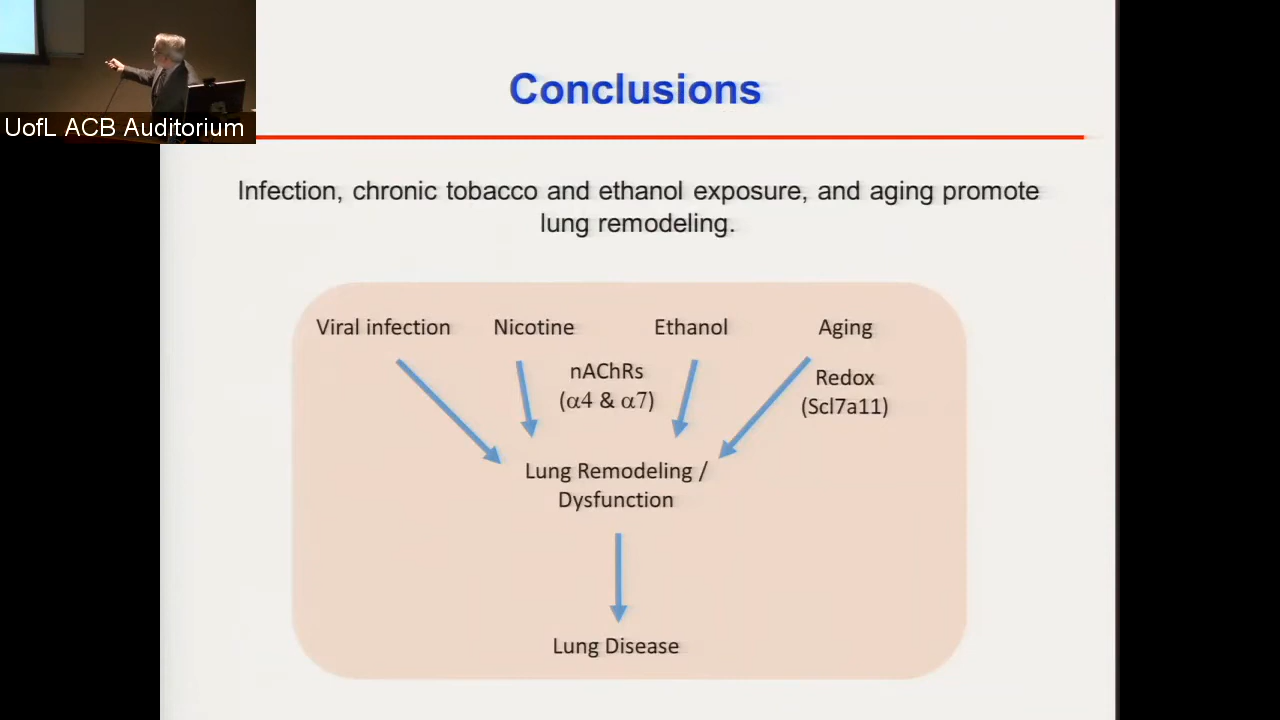 UofL ACB Auditorium
Conclusions
Infection, chronic tobacco and ethanol exposure, and aging promote
lung remodeling.
Viral infection
Nicotine
Ethanol
Aging
nAChRs
(α4 & α7)
Redox
(Scl7a11)
Lung Remodeling /
Dysfunction
Lung Disease